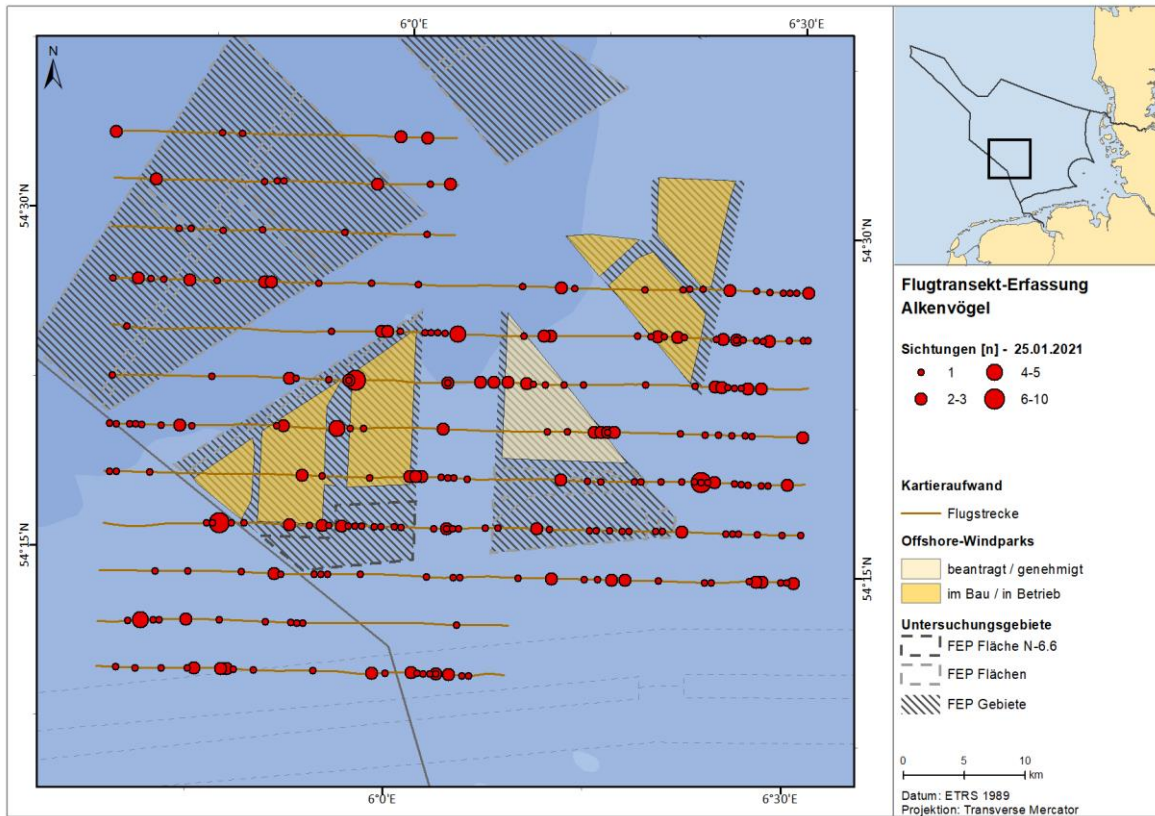 6°0'E
6°30'E
N
54°30'N
54°30'N
54°15'N
54°15'N
6°0'E
6°30'E
Flugtransekt-Erfassung
Alkenvögel
Sichtungen [n] - 25.01.2021
1
4-5
2-3
6-10
Kartieraufwand
Flugstrecke
Offshore-Windparks
beantragt / genehmigt
im Bau / in Betrieb
Untersuchungsgebiete
FEP Fläche N-6.6
FEP Flächen
FEP Gebiete
0 5 10
km
Datum: ETRS 1989
Projektion: Transverse Mercator